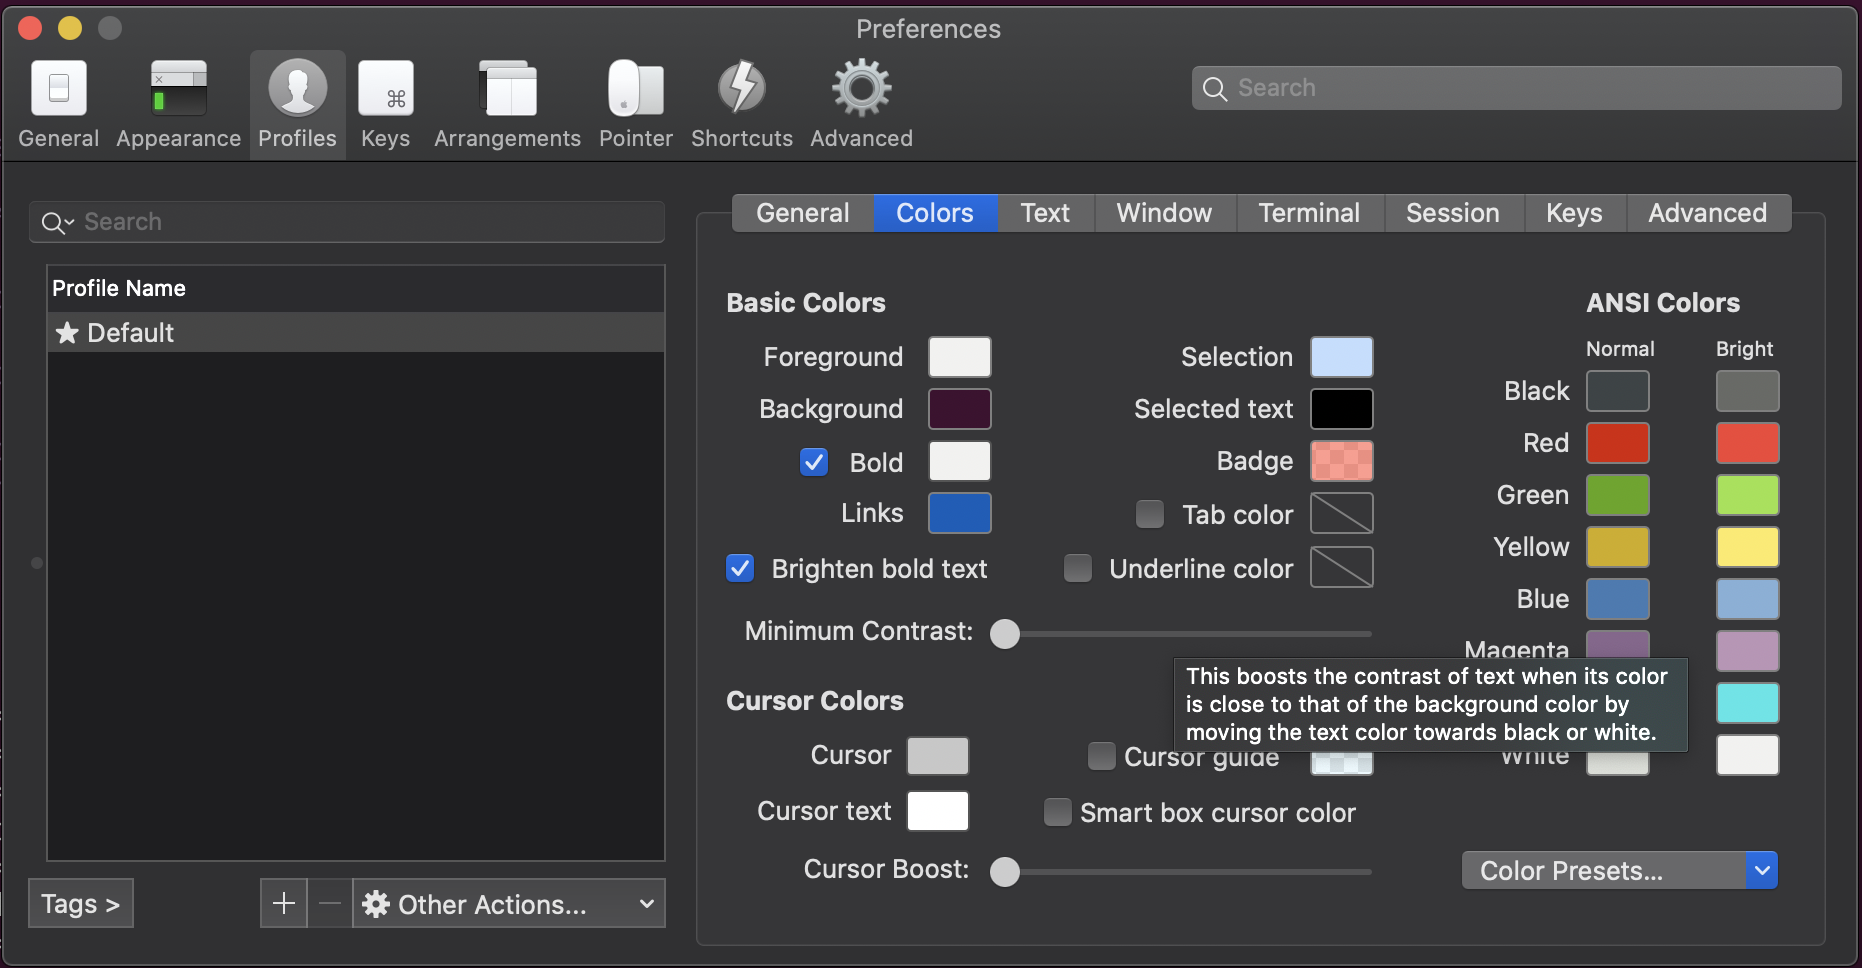 Preferences
General
Appearance
Profiles
⌘
Keys
Arrangements
Pointer
Shortcuts
Advanced
Search
Search
Profile Name
★ Default
Tags >
+
—
Other Actions...
General
Colors
Text
Window
Terminal
Session
Keys
Advanced
Basic Colors
Foreground
Background
Bold
Links
Brighten bold text
Selection
Selected text
Badge
Tab color
Underline color
Minimum Contrast:
Cursor Colors
Cursor
Cursor text
Cursor guide
Smart box cursor color
Cursor Boost:
ANSI Colors
Normal
Bright
Black
Red
Green
Yellow
Blue
Magenta
White
This boosts the contrast of text when its color
is close to that of the background color by
moving the text color towards black or white.
Color Presets...